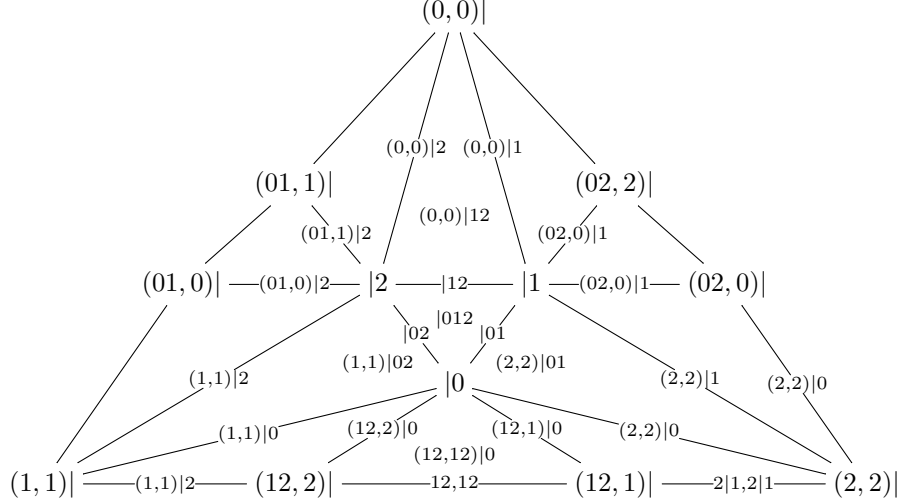 (0,0)|
(0,0)|2 (0,0)|1
(01,1)| (02,2)|
(0,0)|12
(01,1)|2 (02,0)|1
(01,0)| (01,0)|2 |2 |12 |1 (02,0)|1 (02,0)|
|012
|02 |01
(1,1)|02 (2,2)|01
(1,1)|2 |0 (2,2)|1 (2,2)|0
(1,1)|0 (12,2)|0 (12,1)|0 (2,2)|0
(12,12)|0
(1,1)| (1,1)|2 (12,2)| 12,12 (12,1)| 2|1,2|1 (2,2)|